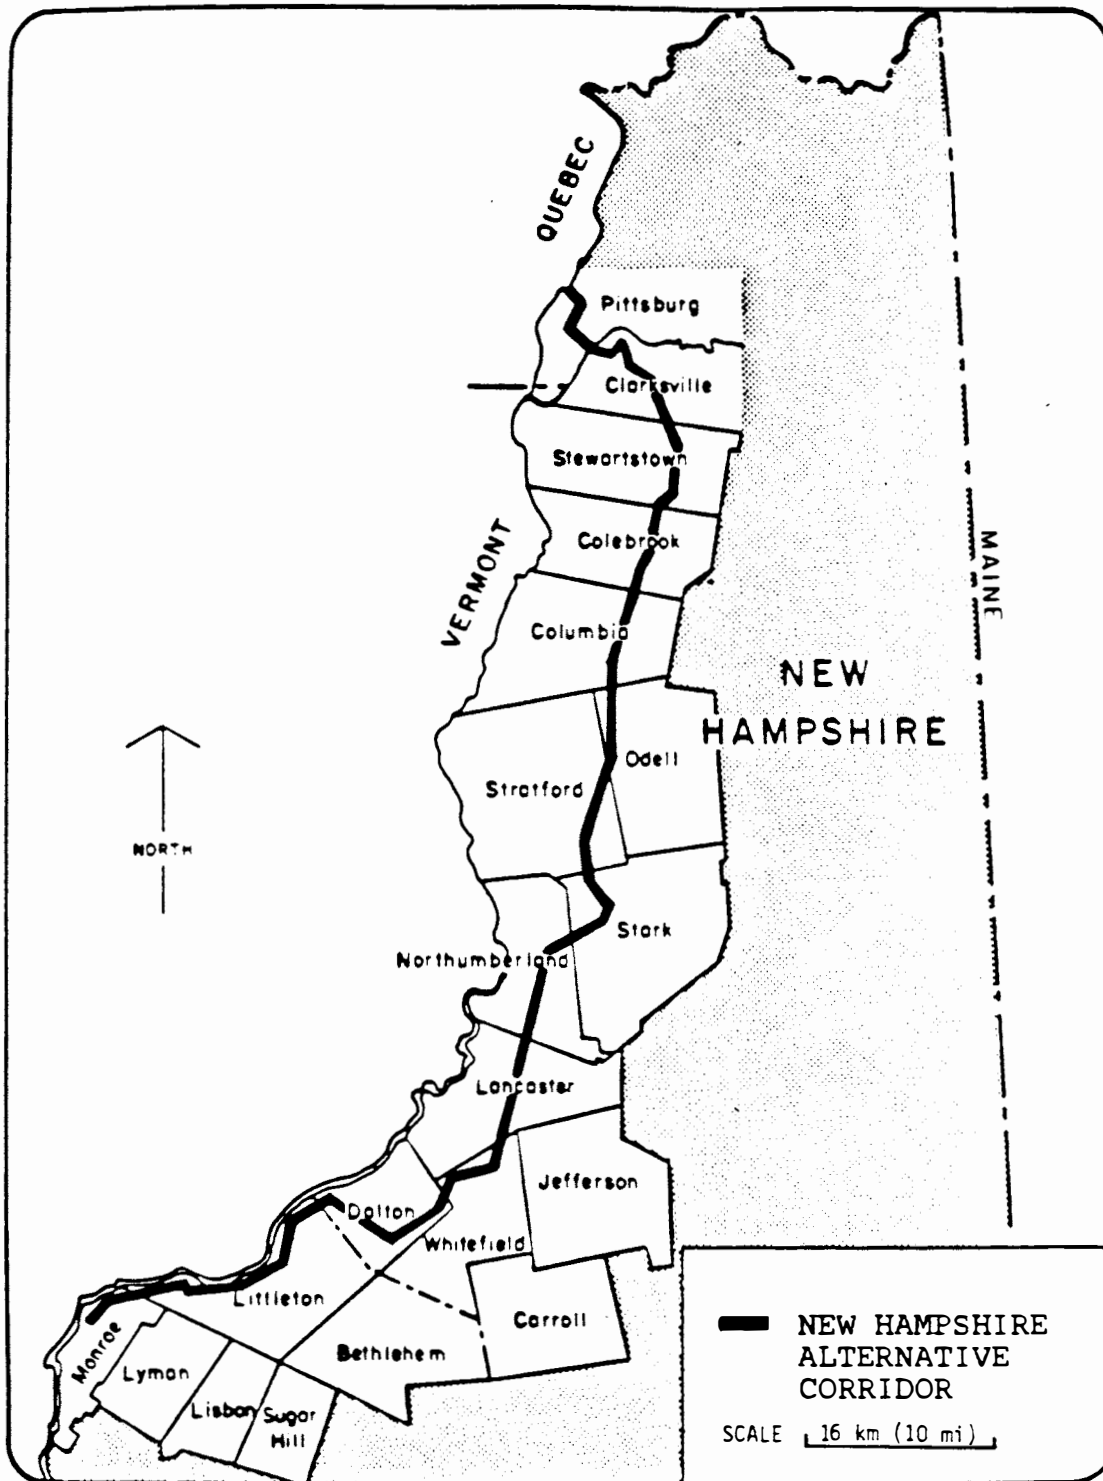 QUEBEC
Pittsburg
Clarksville
Stewartstown
Colebrook
VERMONT
MAINE
Columbia
NEW
HAMPSHIRE
Odell
Stratford
NORTH
Stark
Northumberland
Lancaster
Jefferson
Dalton
Whitefield
Littleton
Carroll
Monroe
Bethlehem
Lyman
Lisbon
Sugar
Hill
NEW HAMPSHIRE
ALTERNATIVE
CORRIDOR
SCALE 16 km (10 mi)